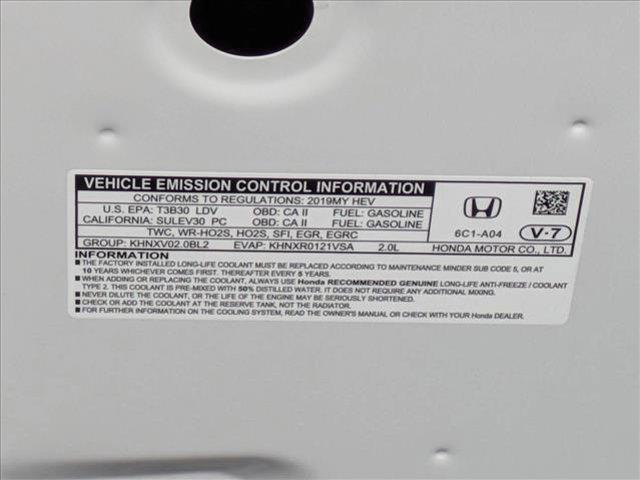 VEHICLE EMISSION CONTROL INFORMATION
CONFORMS TO REGULATIONS: 2019MY HEV
U.S. EPA: T3B30 LDV OBD: CA II FUEL: GASOLINE
CALIFORNIA: SULEV30 PC OBD: CA II FUEL: GASOLINE
TWC, WR-HO2S, HO2S, SFI, EGR, EGRC
GROUP: KHNXV02.0BL2 EVAP: KHNXR0121VSA 2.0L
6C1-A04
V-7
HONDA MOTOR CO., LTD.
INFORMATION
■ THE FACTORY INSTALLED LONG-LIFE COOLANT MUST BE REPLACED ACCORDING TO MAINTENANCE MINDER SUB CODE 5, OR AT
10 YEARS WHICHEVER COMES FIRST. THEREAFTER EVERY 5 YEARS.
■ WHEN ADDING OR REPLACING THE COOLANT, ALWAYS USE Honda RECOMMENDED GENUINE LONG-LIFE ANTI-FREEZE / COOLANT
TYPE 2. THIS COOLANT IS PRE-MIXED WITH 50% DISTILLED WATER. IT DOES NOT REQUIRE ANY ADDITIONAL MIXING.
■ NEVER DILUTE THE COOLANT, OR THE LIFE OF THE ENGINE MAY BE SERIOUSLY SHORTENED.
■ CHECK OR ADD THE COOLANT AT THE RESERVE TANK, NOT THE RADIATOR.
■ FOR FURTHER INFORMATION ON THE COOLING SYSTEM, READ THE OWNER'S MANUAL OR CHECK WITH YOUR Honda DEALER.